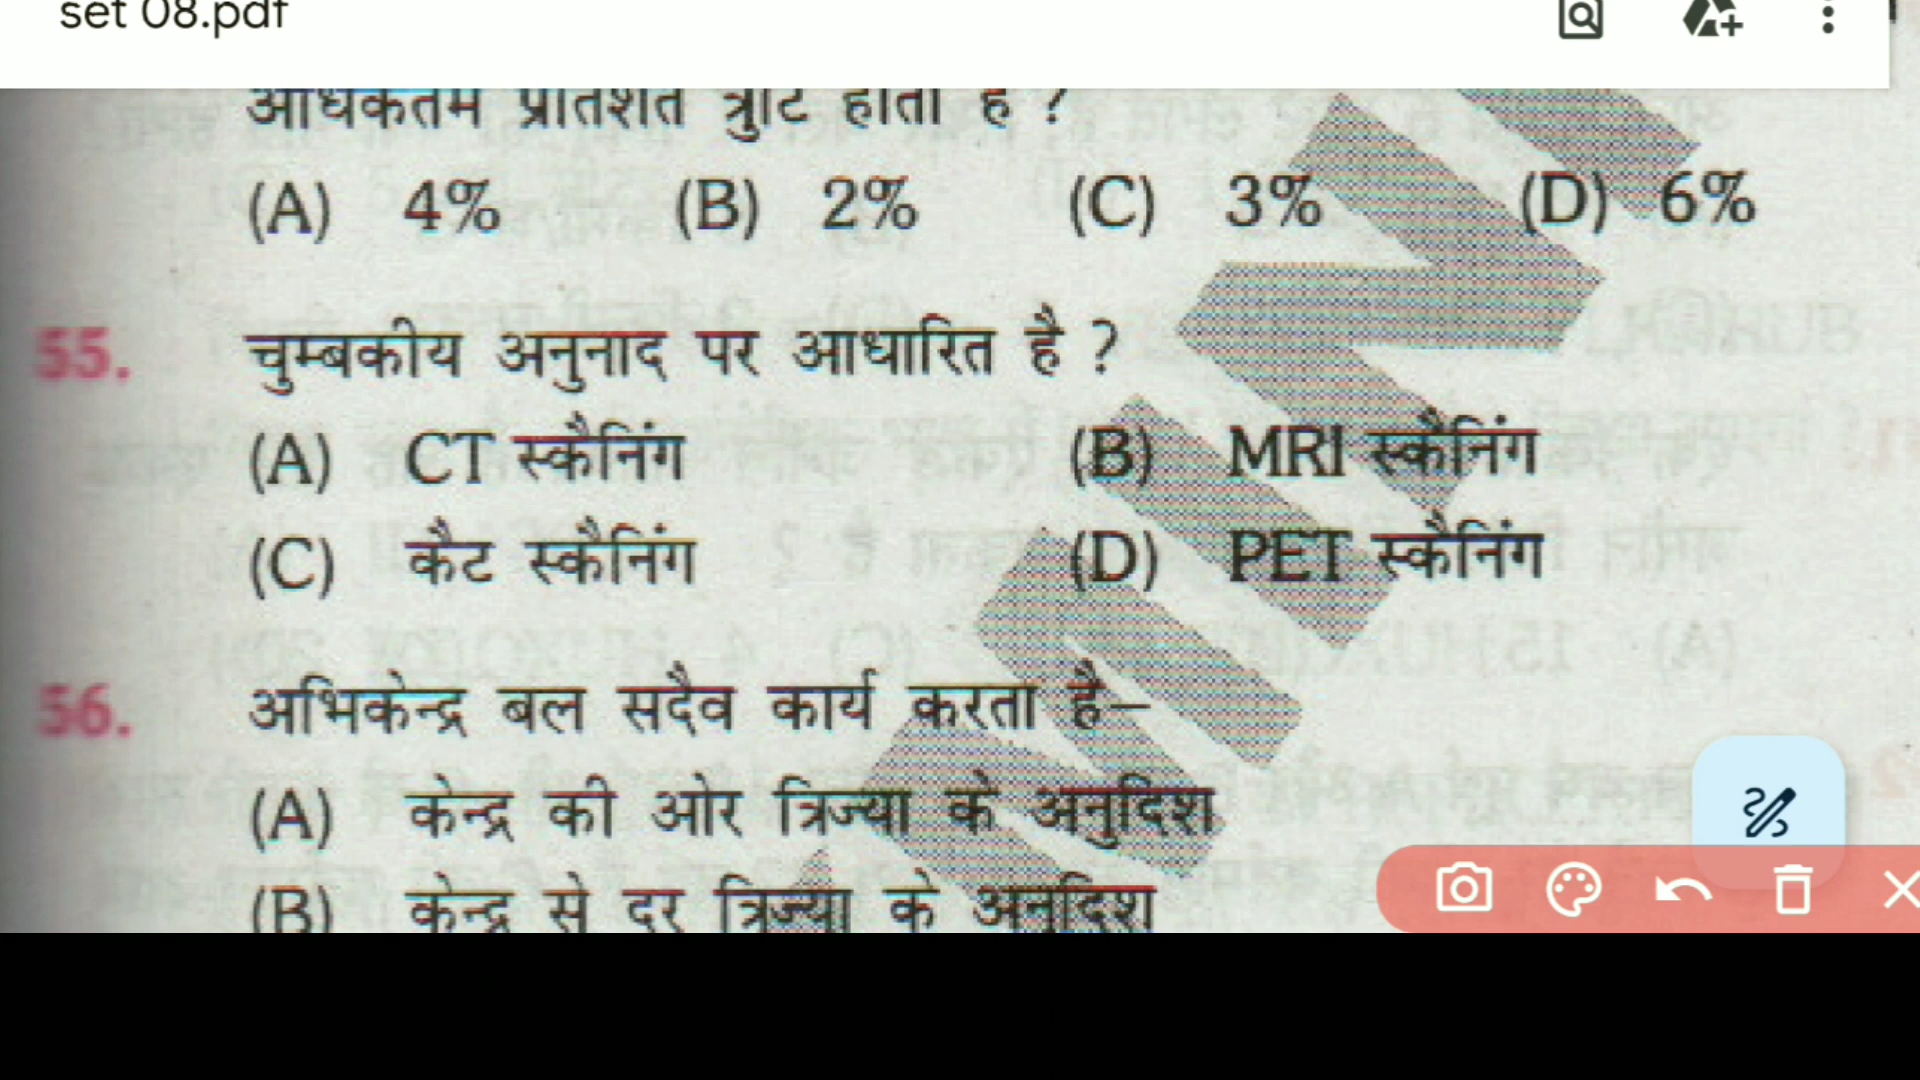 set 08.pdf
अधिकतम प्रतिशत त्रुटि होती है ?
(A) 4% (B) 2% (C) 3% (D) 6%
55. चुम्बकीय अनुनाद पर आधारित है ?
(A) CT स्कैनिंग (B) MRI स्कैनिंग
(C) कैट स्कैनिंग (D) PET स्कैनिंग
56. अभिकेन्द्र बल सदैव कार्य करता है–
(A) केन्द्र की ओर त्रिज्या के अनुदिश
(B) केन्द्र से दूर त्रिज्या के अनुदिश